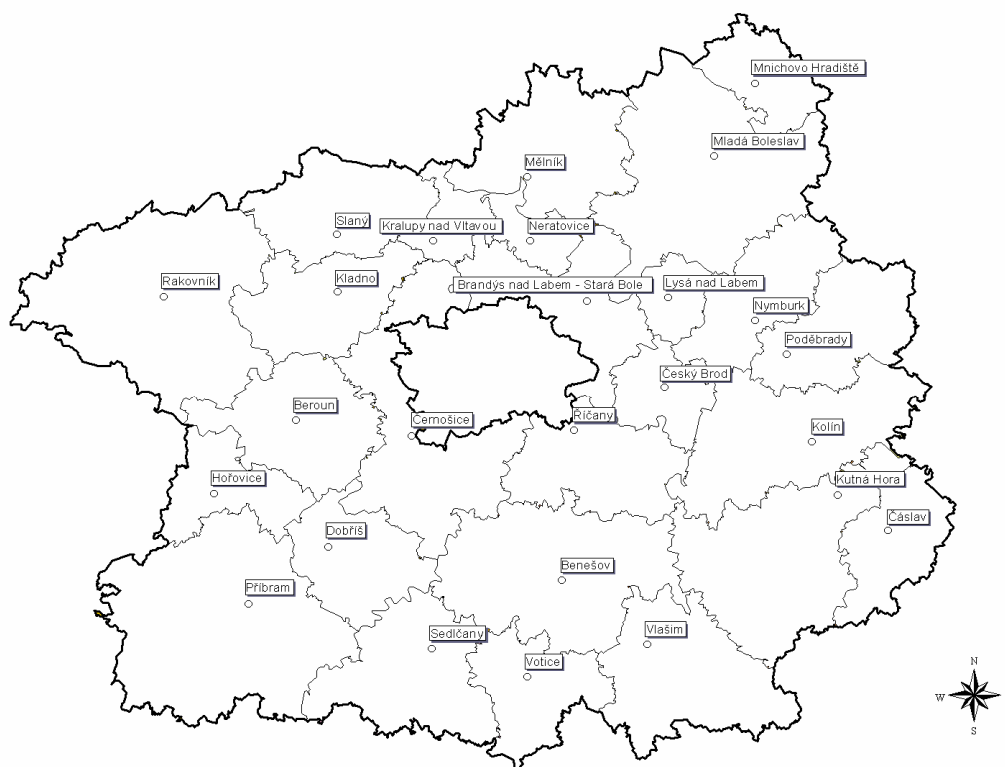 Mnichovo Hradiště
Mladá Boleslav
Mělník
Slaný
Kralupy nad Vltavou
Neratovice
Rakovník
Kladno
Brandýs nad Labem - Stará Bole
Lysá nad Labem
Nymburk
Poděbrady
Český Brod
Beroun
Černošice
Říčany
Kolín
Hořovice
Kutná Hora
Čáslav
Dobříš
Benešov
Příbram
Sedlčany
Vlašim
Votice
N
W
S